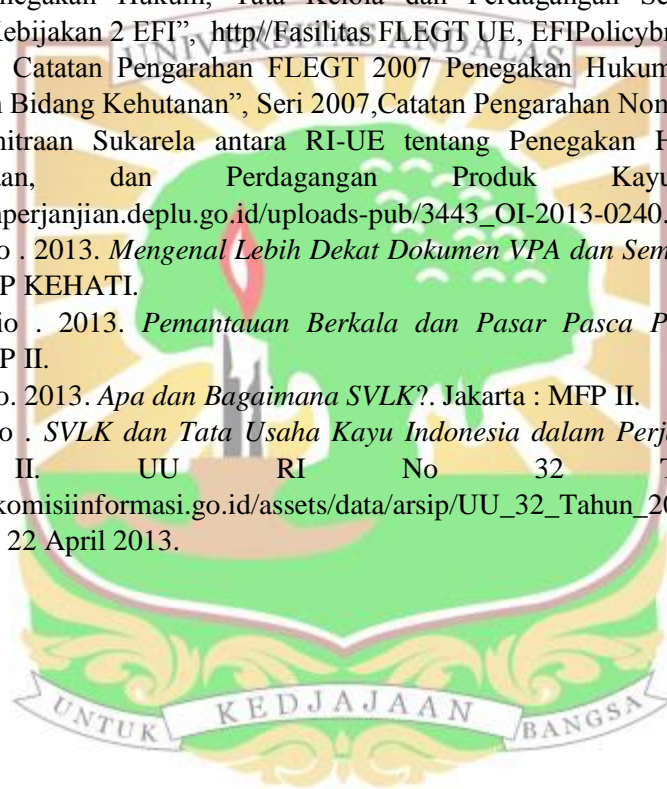 enegakan Hukum, Tata Kelola dan Perdagangan Se
Kebijakan 2 EFI”, http//Fasilitas FLEGT UE, EFIPolicybr
Catatan Pengarahan FLEGT 2007 Penegakan Hukum
n Bidang Kehutanan”, Seri 2007,Catatan Pengarahan Nom
nitraan Sukarela antara RI-UE tentang Penegakan H
aan, dan Perdagangan Produk Kayu
nperjanjian.deplu.go.id/uploads-pub/3443_OI-2013-0240.
o . 2013. Mengenal Lebih Dekat Dokumen VPA dan Sem
P KEHATI.
io . 2013. Pemantauan Berkala dan Pasar Pasca P
P II.
o. 2013. Apa dan Bagaimana SVLK?. Jakarta : MFP II.
o . SVLK dan Tata Usaha Kayu Indonesia dalam Perj
II. UU RI No 32 T
komisiinformasi.go.id/assets/data/arsip/UU_32_Tahun_20
22 April 2013.
UNIVERSITAS ANDALAS
UNTUK KEDJAJAAN BANGSA